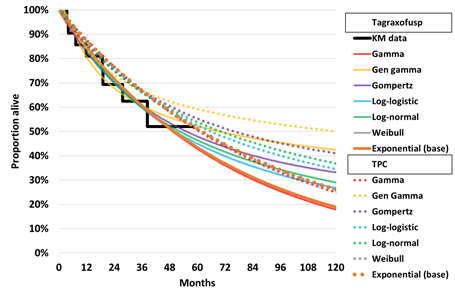 100%
90%
80%
70%
60%
50%
40%
30%
20%
10%
0%
Proportion alive
0 12 24 36 48 60 72 84 96 108 120
Months
Tagraxofusp
KM data
Gamma
Gen gamma
Gompertz
Log-logistic
Log-normal
Weibull
Exponential (base)
TPC
Gamma
Gen Gamma
Gompertz
Log-logistic
Log-normal
Weibull
Exponential (base)